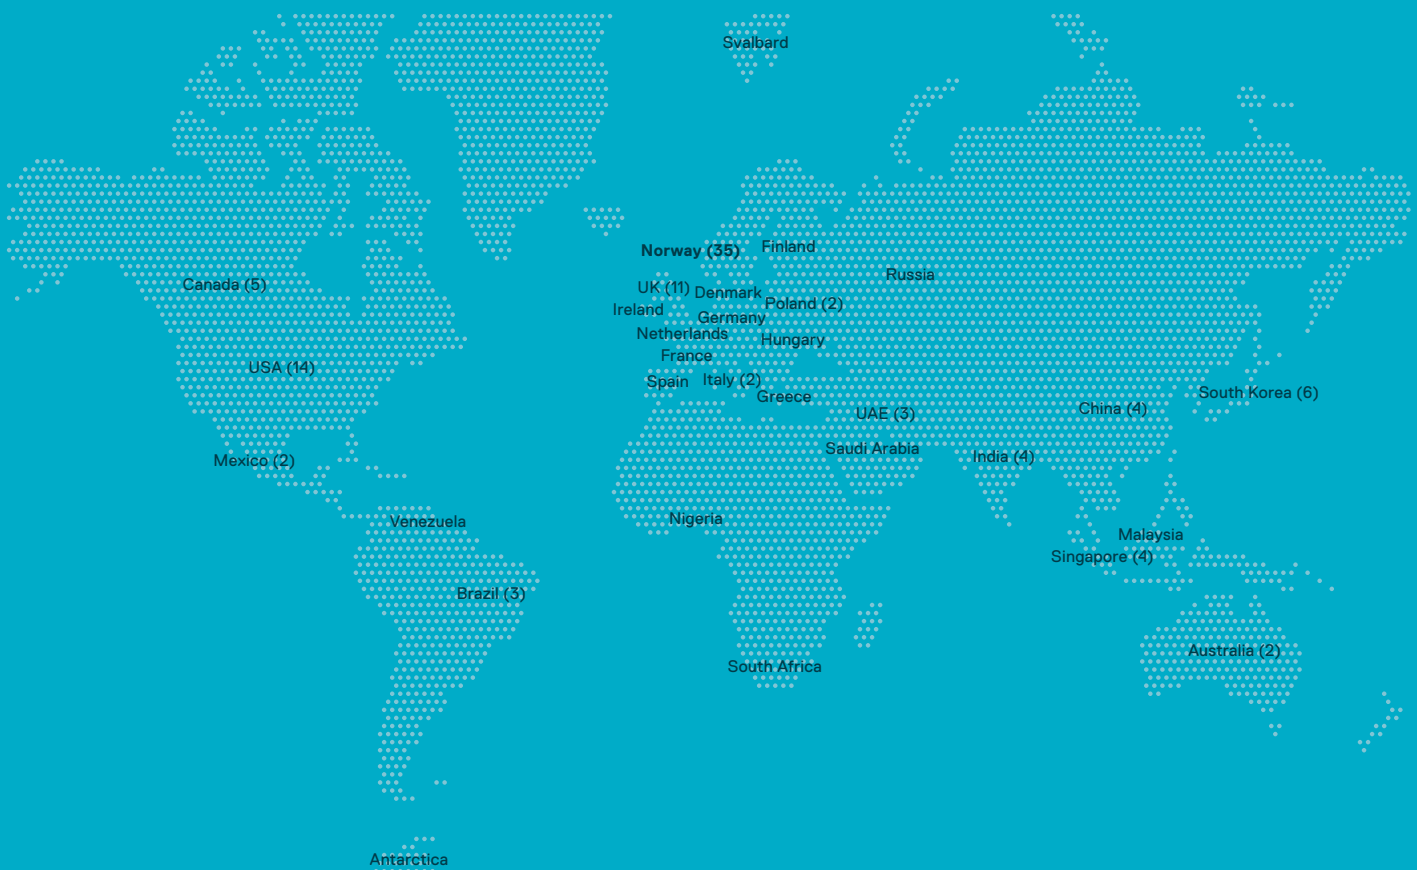 Svalbard
Norway (35)
Finland
Russia
Canada (5)
UK (11)
Denmark
Poland (2)
Ireland
Germany
Netherlands
Hungary
France
USA (14)
Spain
Italy (2)
Greece
South Korea (6)
UAE (3)
China (4)
Saudi Arabia
India (4)
Mexico (2)
Nigeria
Venezuela
Malaysia
Singapore (4)
Brazil (3)
Australia (2)
South Africa
Antarctica